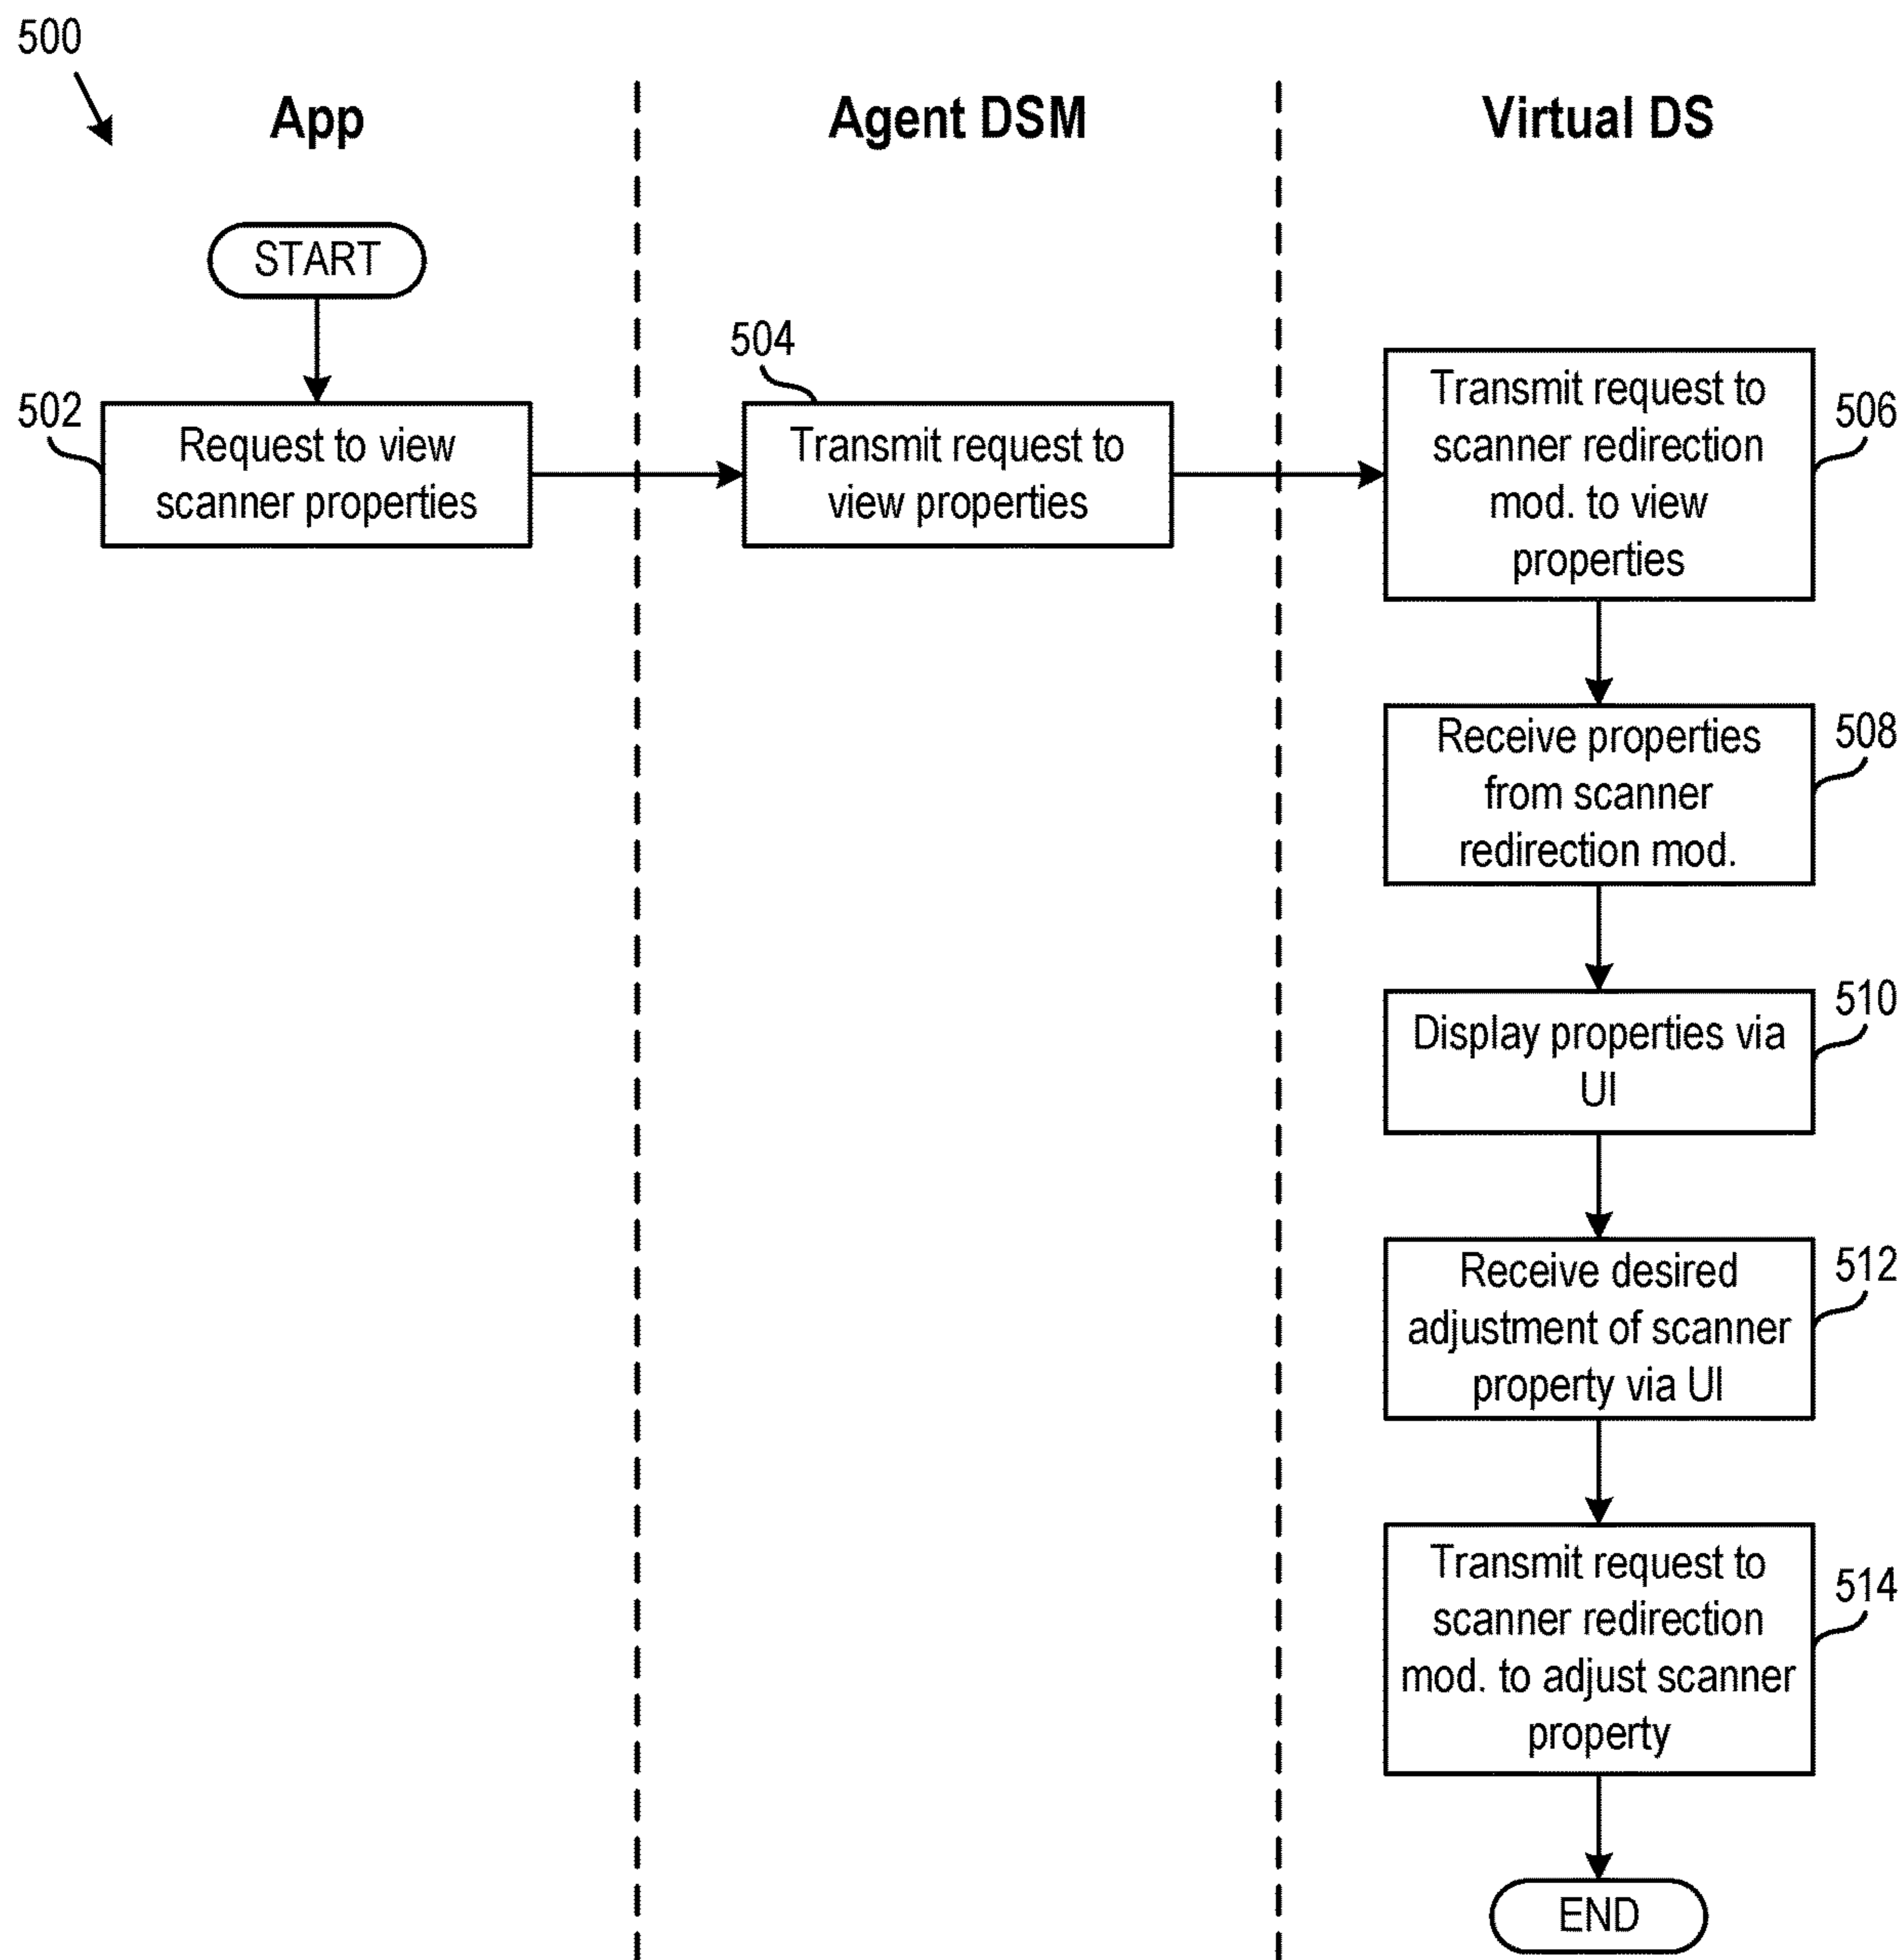 500
App
Agent DSM
Virtual DS
START
502
Request to view
scanner properties
504
Transmit request to
view properties
506
Transmit request to
scanner redirection
mod. to view
properties
508
Receive properties
from scanner
redirection mod.
510
Display properties via
UI
512
Receive desired
adjustment of scanner
property via UI
514
Transmit request to
scanner redirection
mod. to adjust scanner
property
END